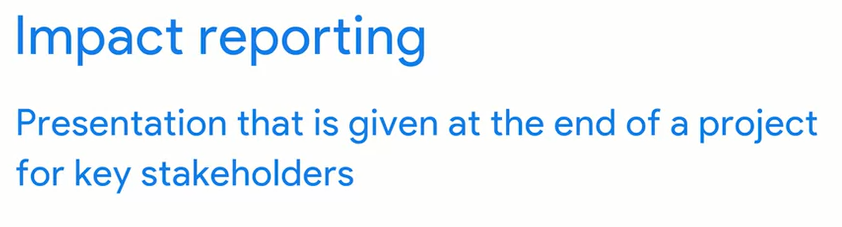 Impact reporting
Presentation that is given at the end of a project
for key stakeholders